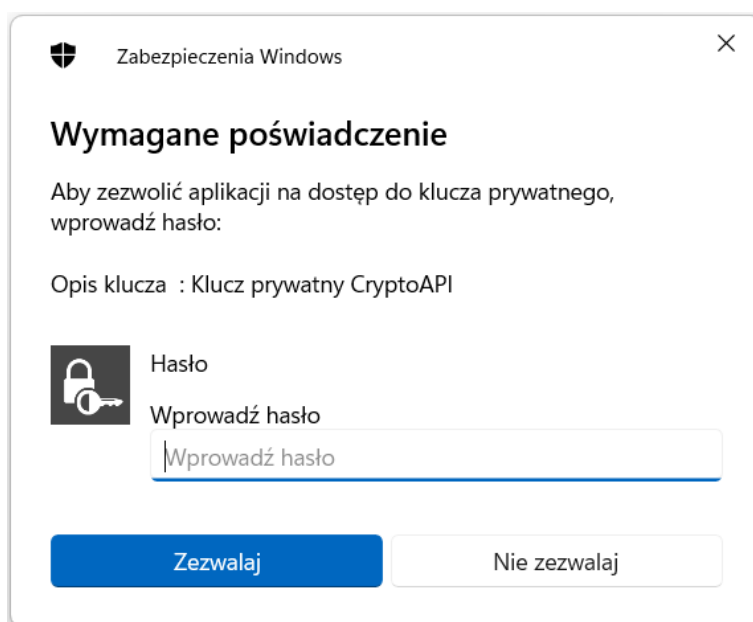 Zabezpieczenia Windows
Wymagane poświadczenie
Aby zezwolić aplikacji na dostęp do klucza prywatnego,
wprowadź hasło:
Opis klucza : Klucz prywatny CryptoAPI
Hasło
Wprowadź hasło
Wprowadź hasło
Zezwalaj
Nie zezwalaj